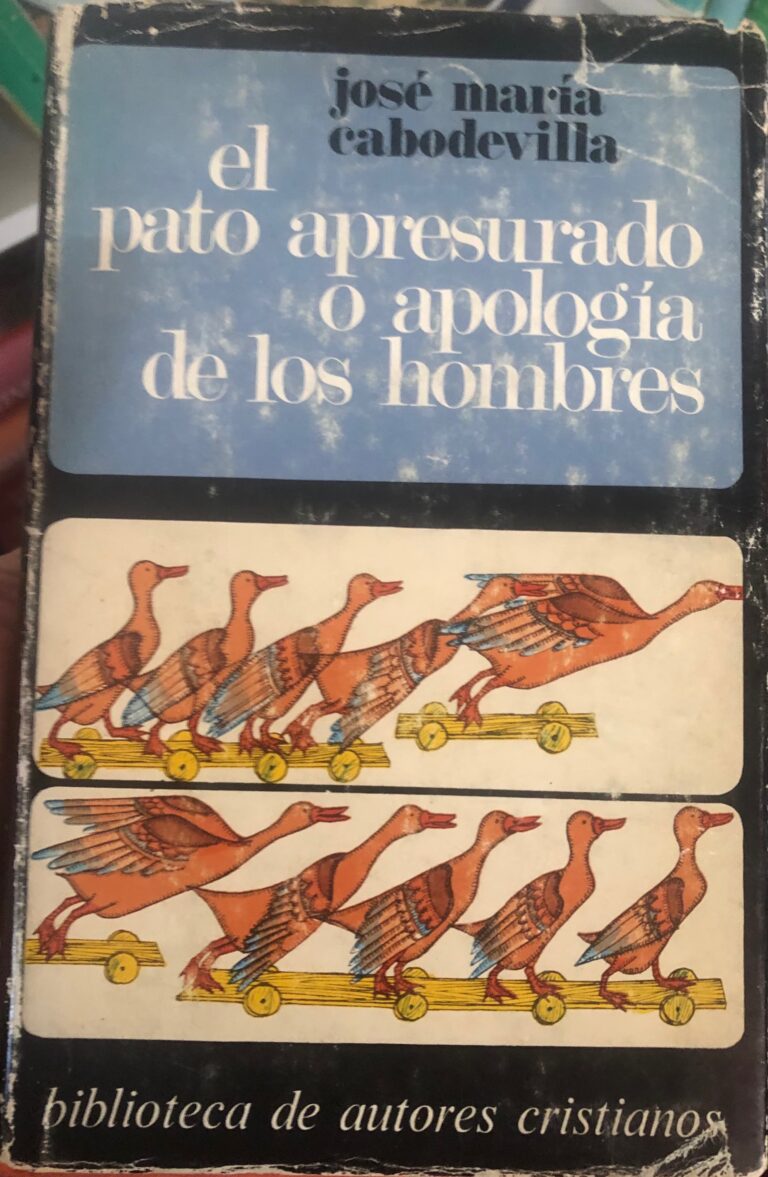 josé maría
cabodevilla
el
pato apresurado
o apología
de los hombres
biblioteca de autores cristianos